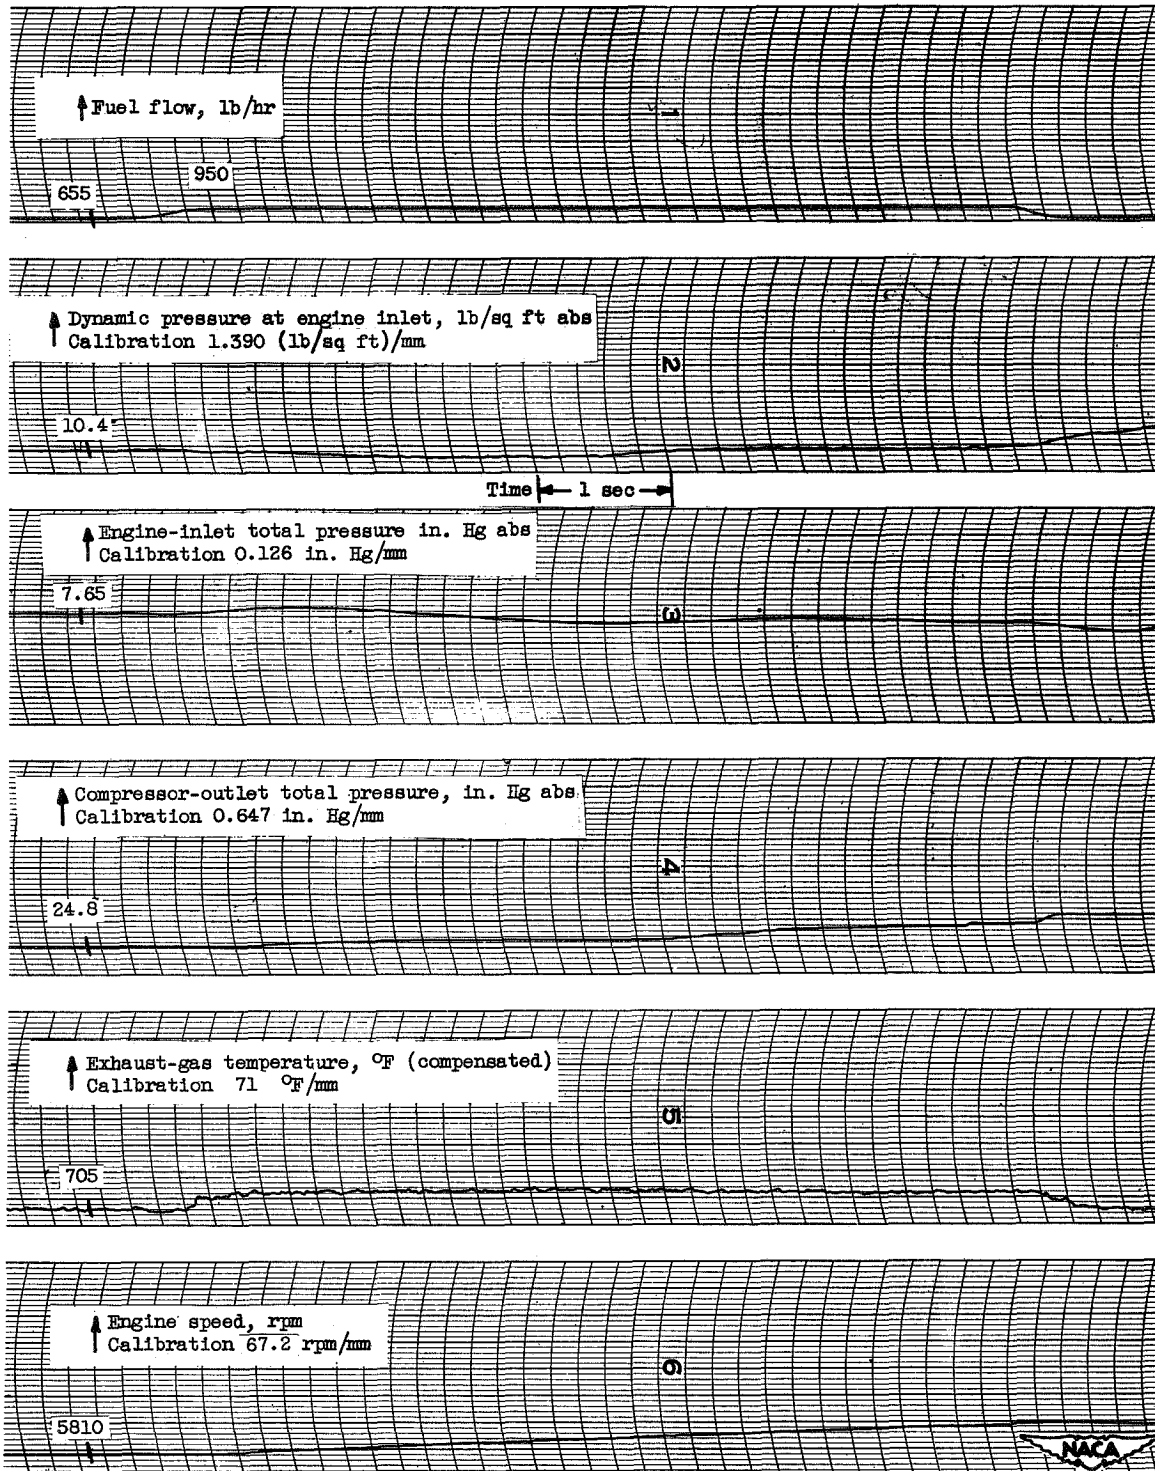 Fuel flow, lb/hr
950
655
1
Dynamic pressure at engine inlet, lb/sq ft abs
Calibration 1.390 (lb/sq ft)/mm
2
10.4
Time 1 sec
Engine-inlet total pressure in. Hg abs
Calibration 0.126 in. Hg/mm
7.65
3
Compressor-outlet total pressure, in. Hg abs
Calibration 0.647 in. Hg/mm
4
24.8
Exhaust-gas temperature, °F (compensated)
Calibration 71 °F/mm
5
705
Engine speed, rpm
Calibration 67.2 rpm/mm
6
5810
NACA